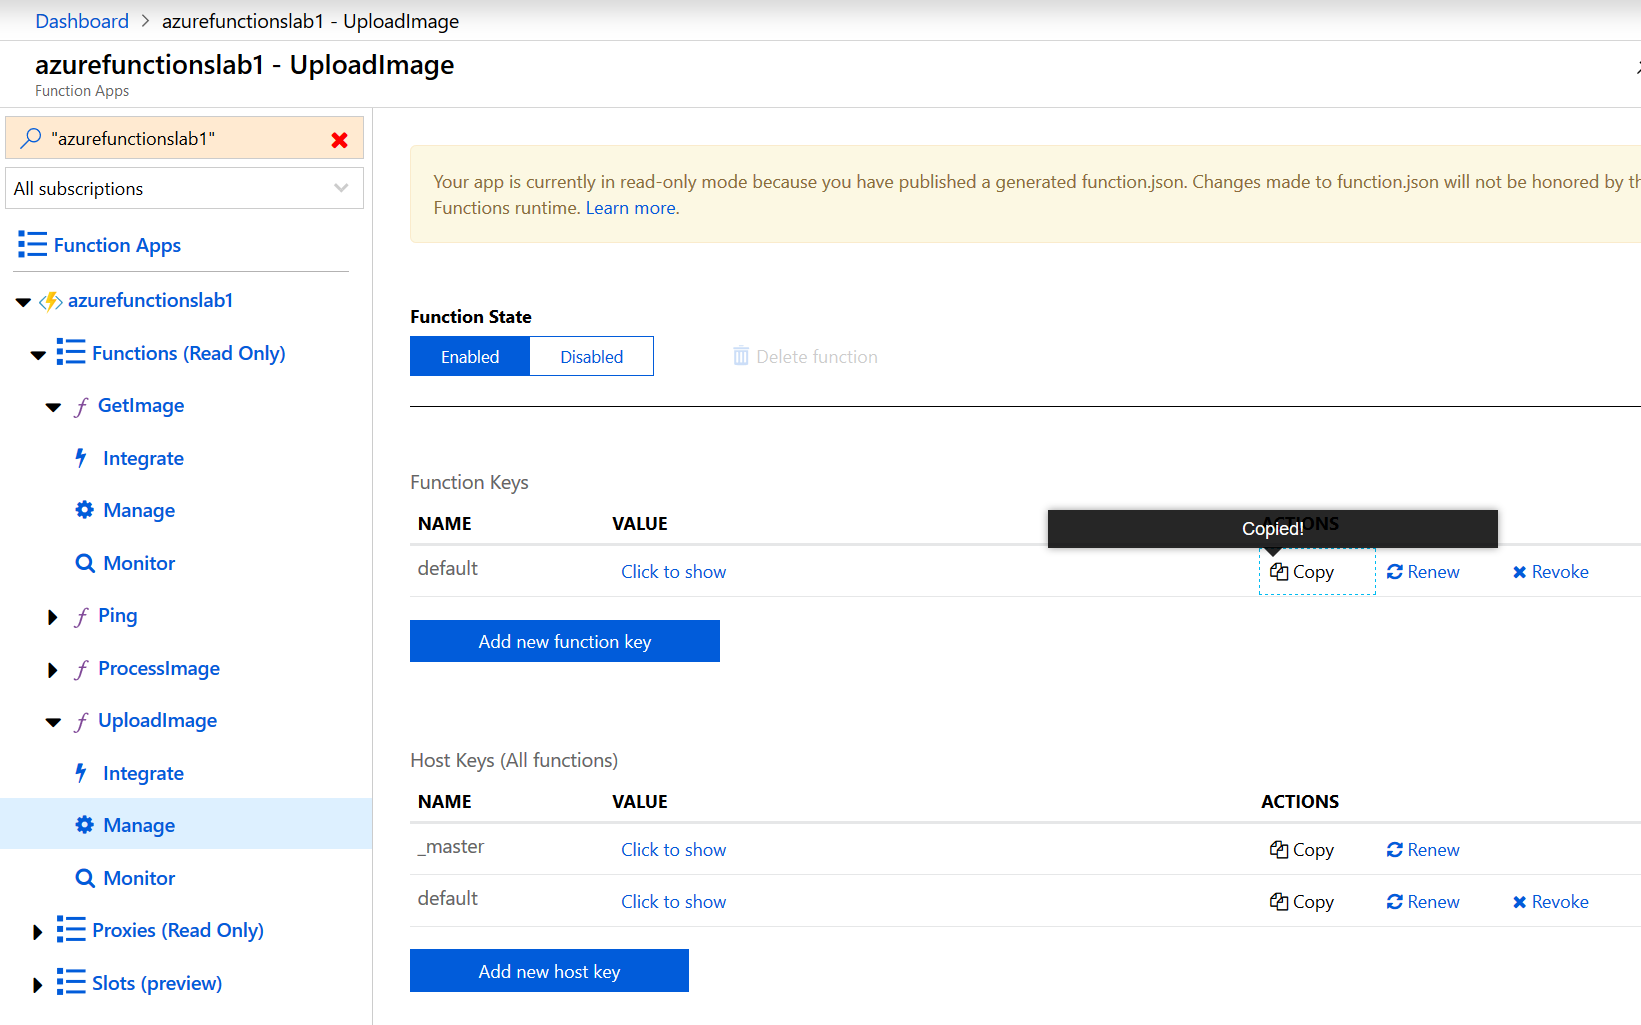 Dashboard > azurefunctionslab1 - UploadImage
azurefunctionslab1 - UploadImage
Function Apps
"azurefunctionslab1"
All subscriptions
Function Apps
azurefunctionslab1
Functions (Read Only)
GetImage
Integrate
Manage
Monitor
Ping
ProcessImage
UploadImage
Integrate
Manage
Monitor
Proxies (Read Only)
Slots (preview)
Your app is currently in read-only mode because you have published a generated function.json. Changes made to function.json will not be honored by th
Functions runtime. Learn more.
Function State
Enabled Disabled Delete function
Function Keys
NAME VALUE ACTIONS
Copied!
default Click to show Copy Renew Revoke
Add new function key
Host Keys (All functions)
NAME VALUE ACTIONS
_master Click to show Copy Renew
default Click to show Copy Renew Revoke
Add new host key